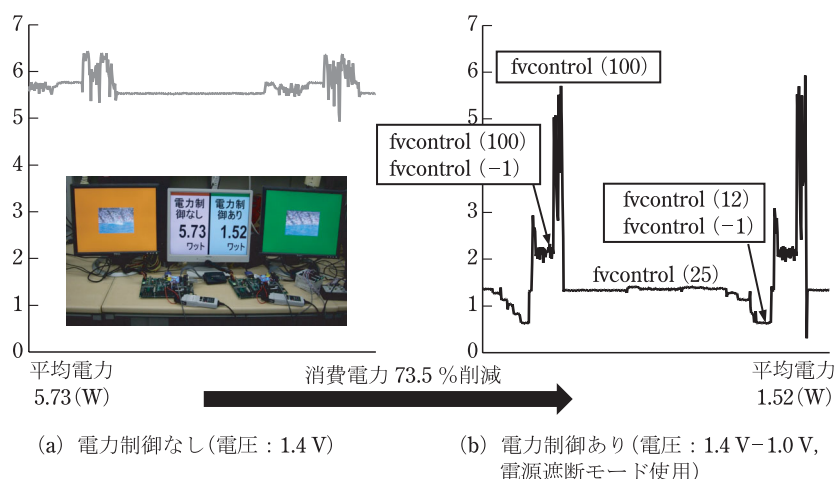 7
6
5
4
3
2
1
0
電力制御なし
5.73
ワット
電力制御あり
1.52
ワット
平均電力
5.73(W)
7
6
5
4
3
2
1
0
fvcontrol (100)
fvcontrol (100)
fvcontrol (−1)
fvcontrol (12)
fvcontrol (−1)
fvcontrol (25)
平均電力
1.52(W)
消費電力 73.5 %削減
(a) 電力制御なし(電圧：1.4 V)
(b) 電力制御あり(電圧：1.4 V−1.0 V,
電源遮断モード使用)